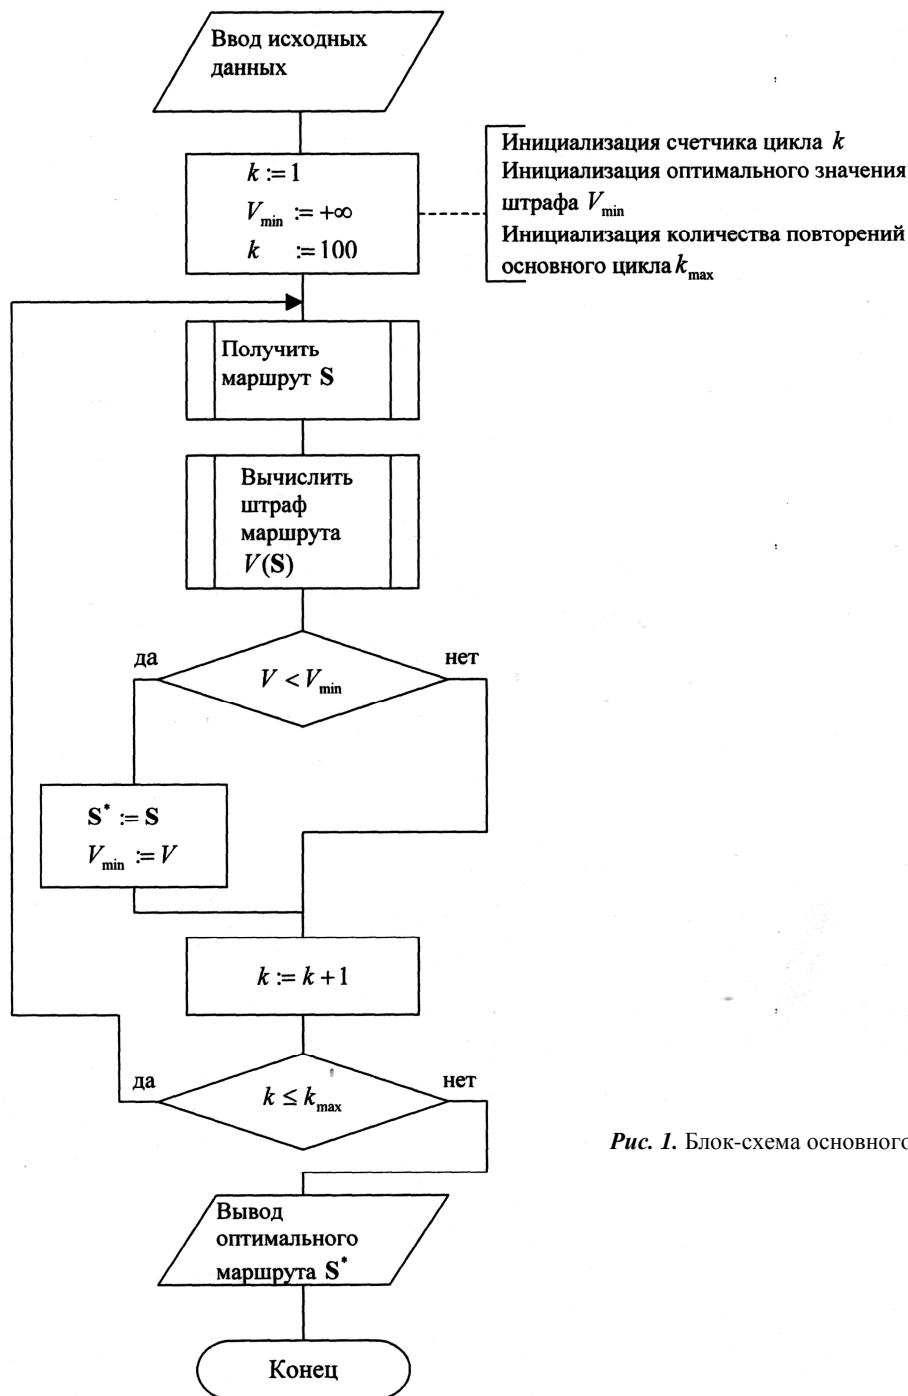 Ввод исходных
данных
k := 1
V_min := +∞
k := 100
Инициализация счетчика цикла k
Инициализация оптимального значения
штрафа V_min
Инициализация количества повторений
основного цикла k_max
Получить
маршрут S
Вычислить
штраф
маршрута
V(S)
да
V < V_min
нет
S* := S
V_min := V
k := k + 1
да
k ≤ k_max
нет
Рис. 1. Блок-схема основного
Вывод
оптимального
маршрута S*
Конец